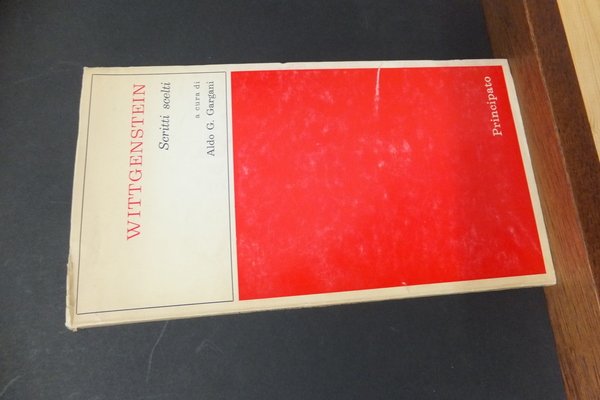 WITTGENSTEIN
Scritti scelti
a cura di
Aldo G. Gargani
Principato